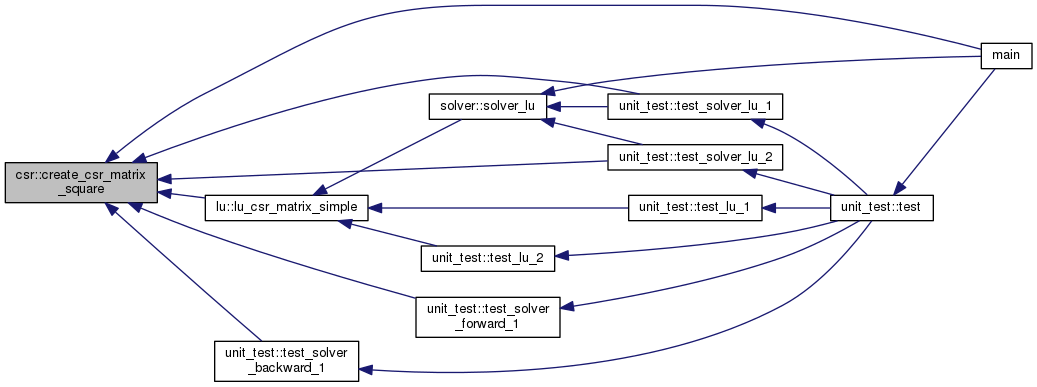 main
solver::solver_lu
unit_test::test_solver_lu_1
unit_test::test_solver_lu_2
csr::create_csr_matrix
_square
lu::lu_csr_matrix_simple
unit_test::test_lu_1
unit_test::test
unit_test::test_lu_2
unit_test::test_solver
_forward_1
unit_test::test_solver
_backward_1